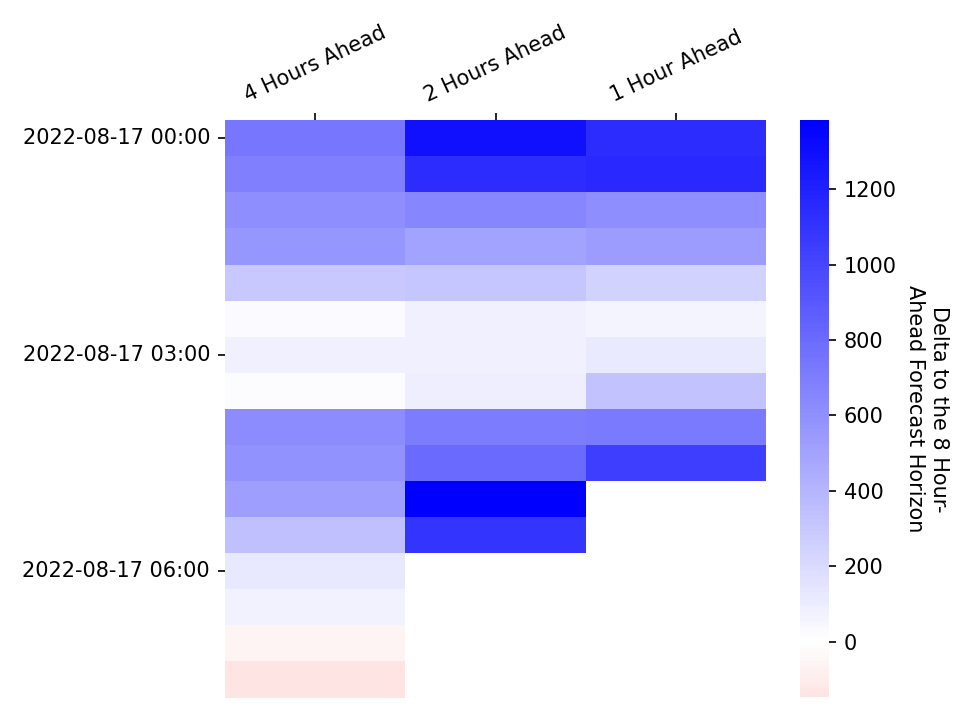 4 Hours Ahead
2 Hours Ahead
1 Hour Ahead
2022-08-17 00:00
2022-08-17 03:00
2022-08-17 06:00
1200
1000
800
600
400
200
0
Delta to the 8 Hour-
Ahead Forecast Horizon